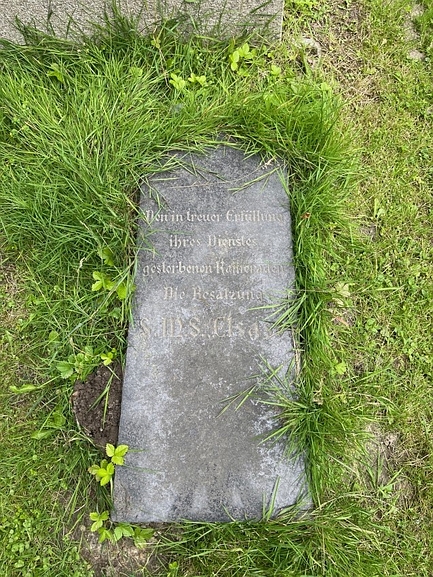 Den in treuer Erfüllung
ihres Dienstes
gestorbenen Kameraden
Die Besatzung
S.M.S.